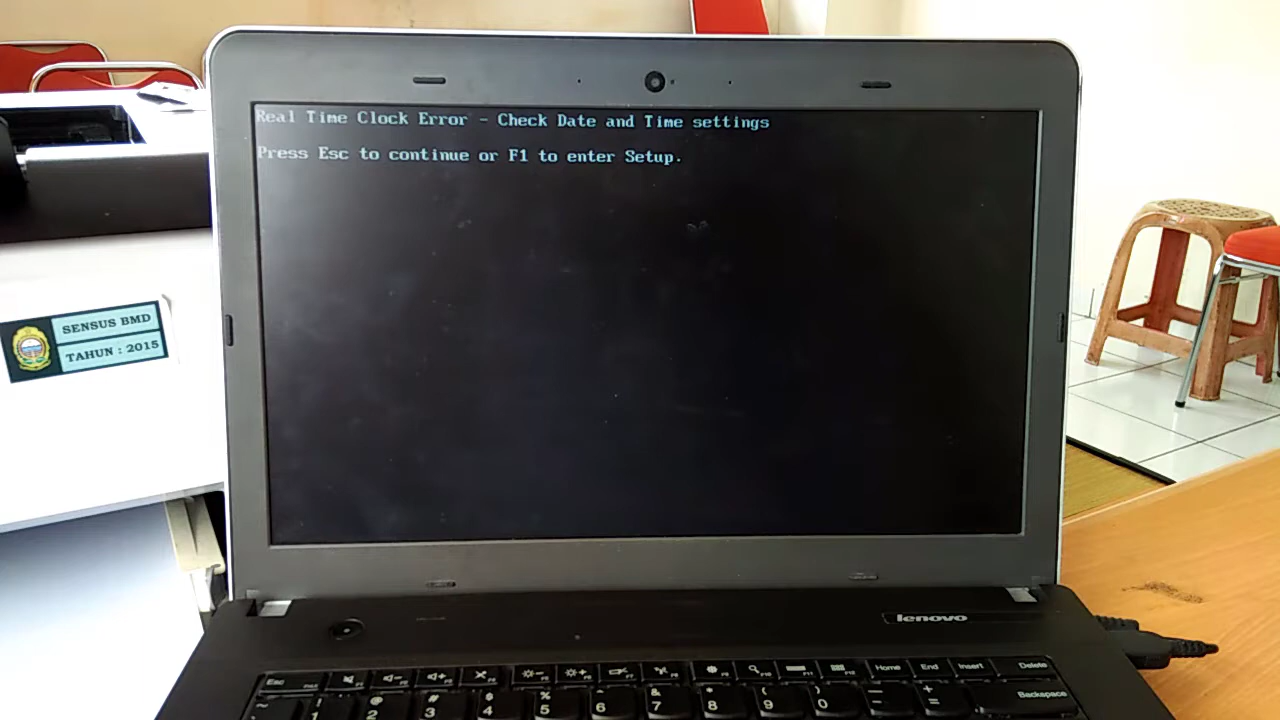 Real Time Clock Error - Check Date and Time settings
Press Esc to continue or F1 to enter Setup.
SENSUS BMD
TAHUN : 2015
lenovo
Esc
Home
End
Insert
Delete
Backspace